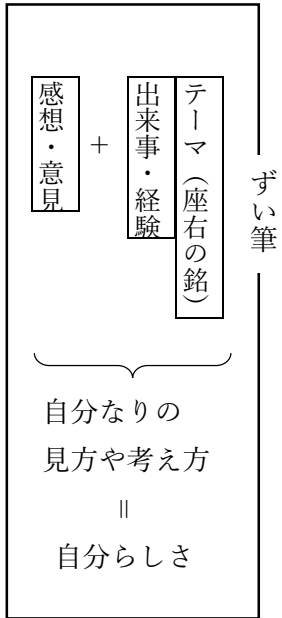 ずい筆
テーマ（座右の銘）
出来事・経験
＋
感想・意見
自分なりの
見方や考え方
＝
自分らしさ